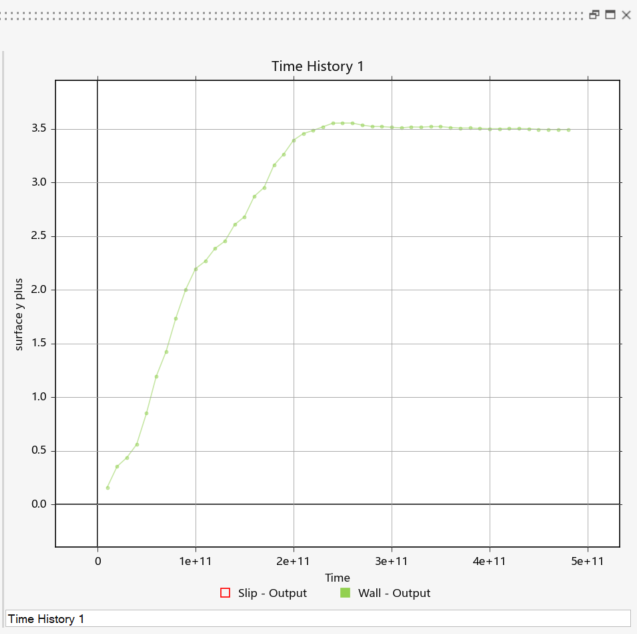 Time History 1
3.5
3.0
2.5
2.0
1.5
1.0
0.5
0.0
surface y plus
0 1e+11 2e+11 3e+11 4e+11 5e+11
Time
Slip - Output Wall - Output
Time History 1